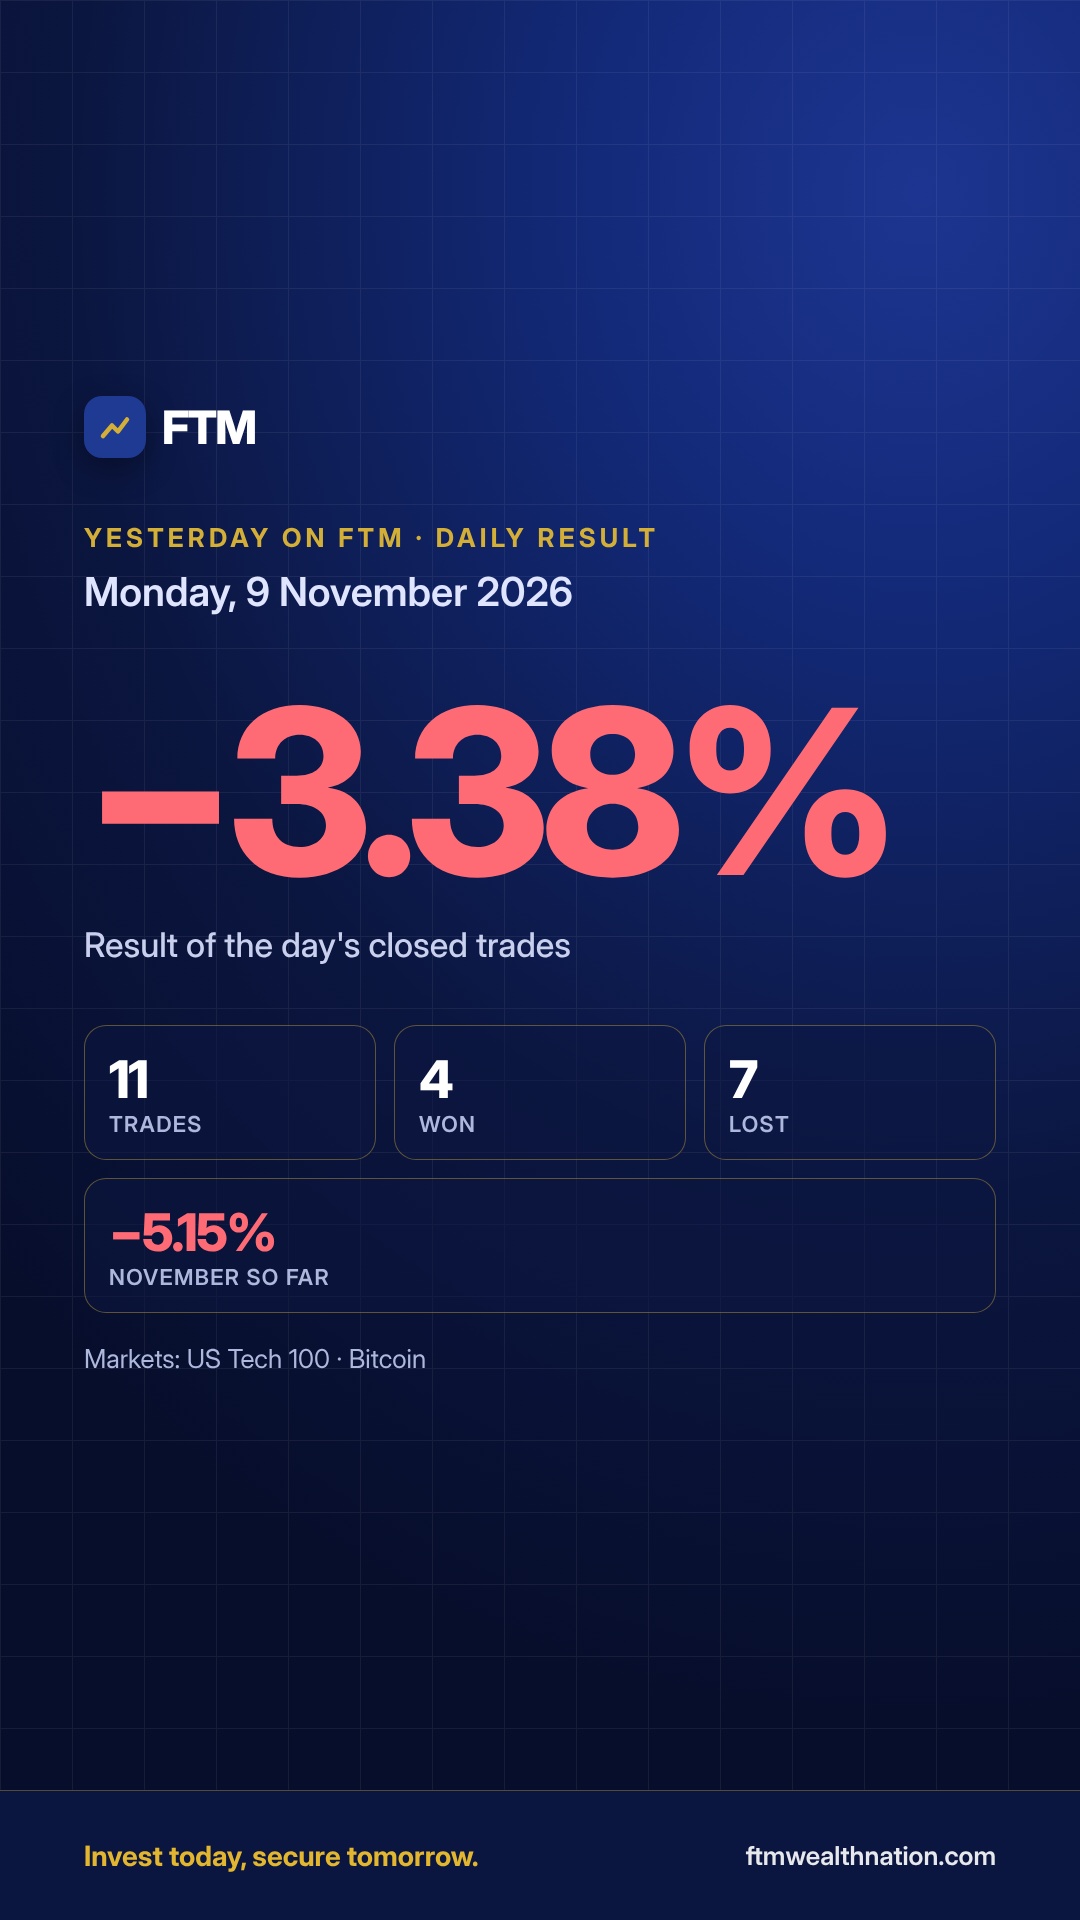 FTM
YESTERDAY ON FTM · DAILY RESULT
Monday, 9 November 2026
−3.38%
Result of the day's closed trades
11
TRADES
4
WON
7
LOST
−5.15%
NOVEMBER SO FAR
Markets: US Tech 100 · Bitcoin
Invest today, secure tomorrow.
ftmwealthnation.com